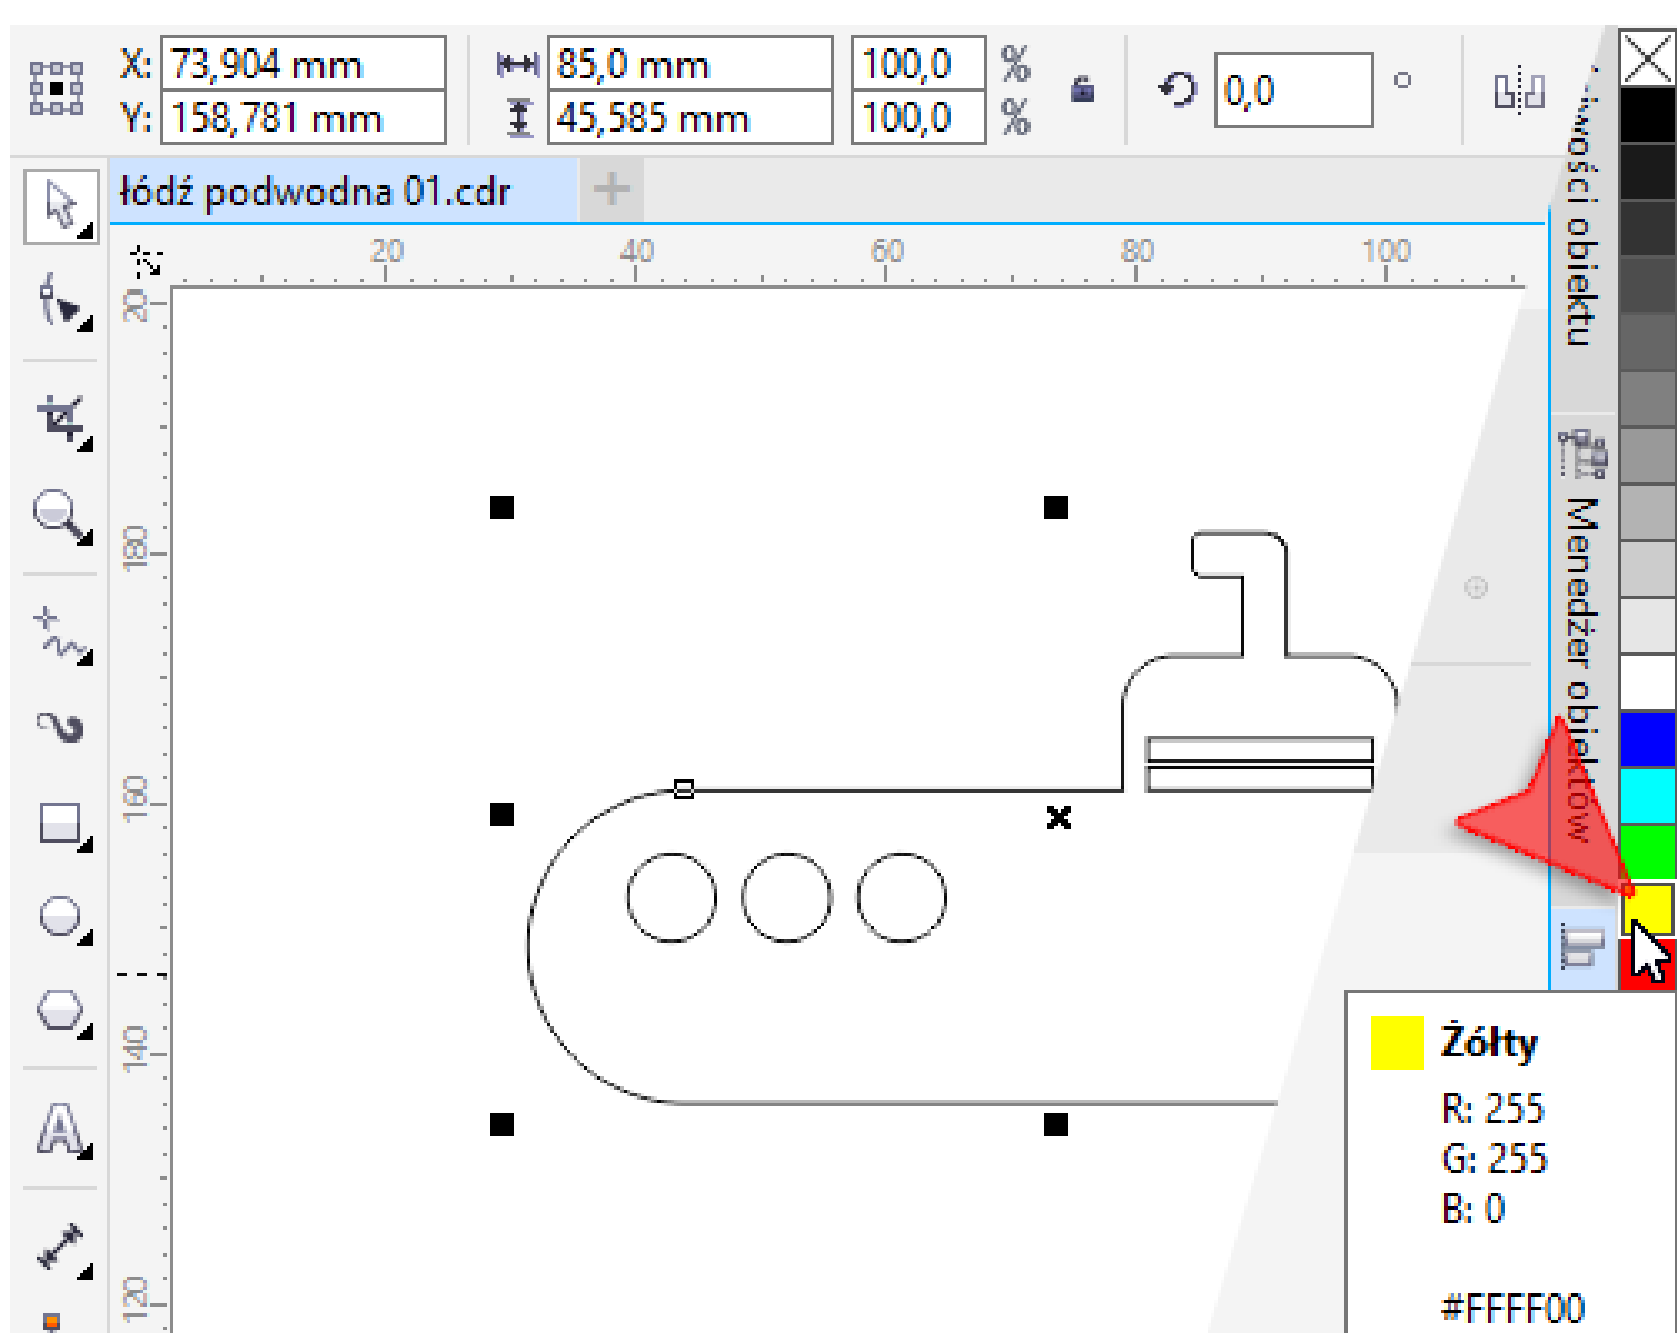 X: 73,904 mm 85,0 mm 100,0 % 0,0 °
Y: 158,781 mm 45,585 mm 100,0 %
łódź podwodna 01.cdr
20 40 60 80 100
20
180
160
140
120
obiektu
Menedżer obiektów
Żółty
R: 255
G: 255
B: 0
#FFFF00